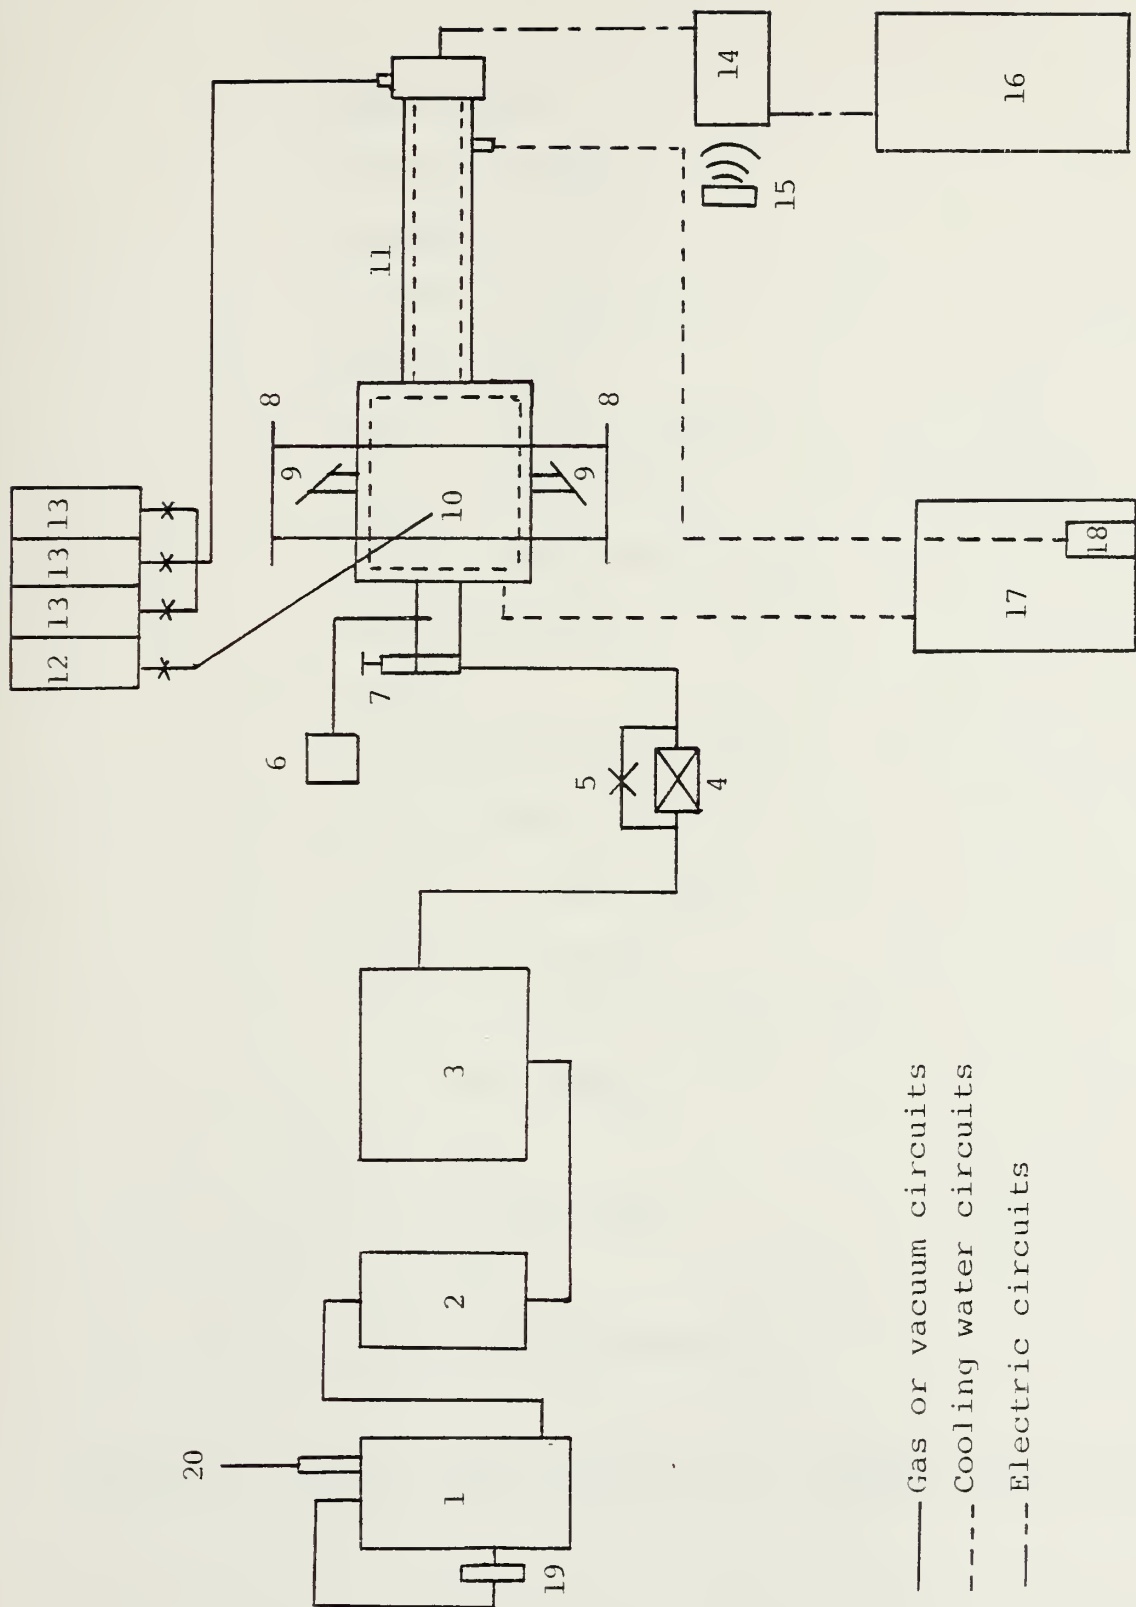 12 13 13 13
20
6 8
9
7 11
1 2 3 10
19
5 9
8
4 14
15
Gas or vacuum circuits
Cooling water circuits
Electric circuits
17 16
18